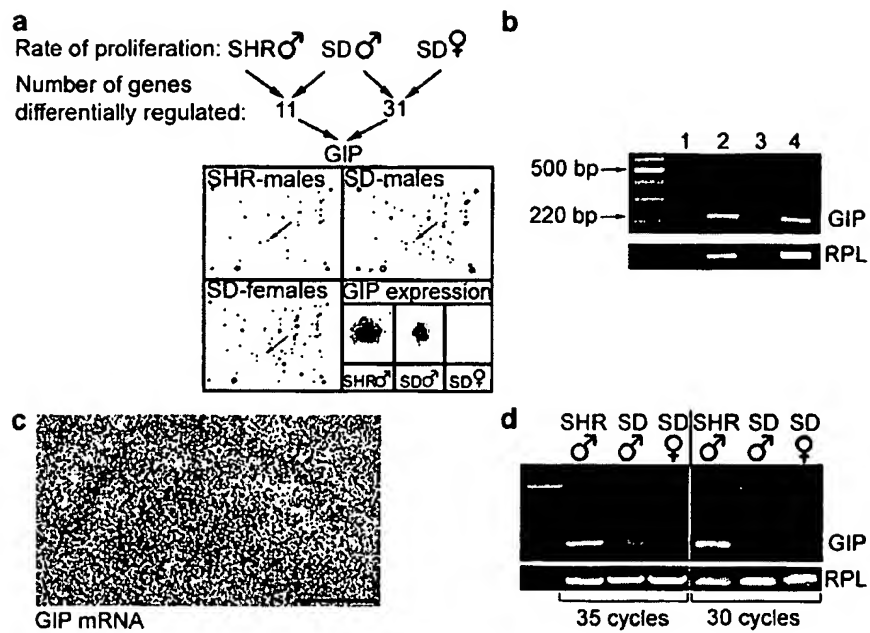 a
Rate of proliferation: SHR♂ SD♂ SD♀
Number of genes
differentially regulated: 11 31
GIP
SHR-males SD-males
SD-females GIP expression
SHR♂ SD♂ SD♀
b
1 2 3 4
500 bp→
220 bp→ GIP
RPL
c
GIP mRNA
d
SHR SD SD SHR SD SD
♂ ♂ ♀ ♂ ♂ ♀
GIP
RPL
35 cycles 30 cycles